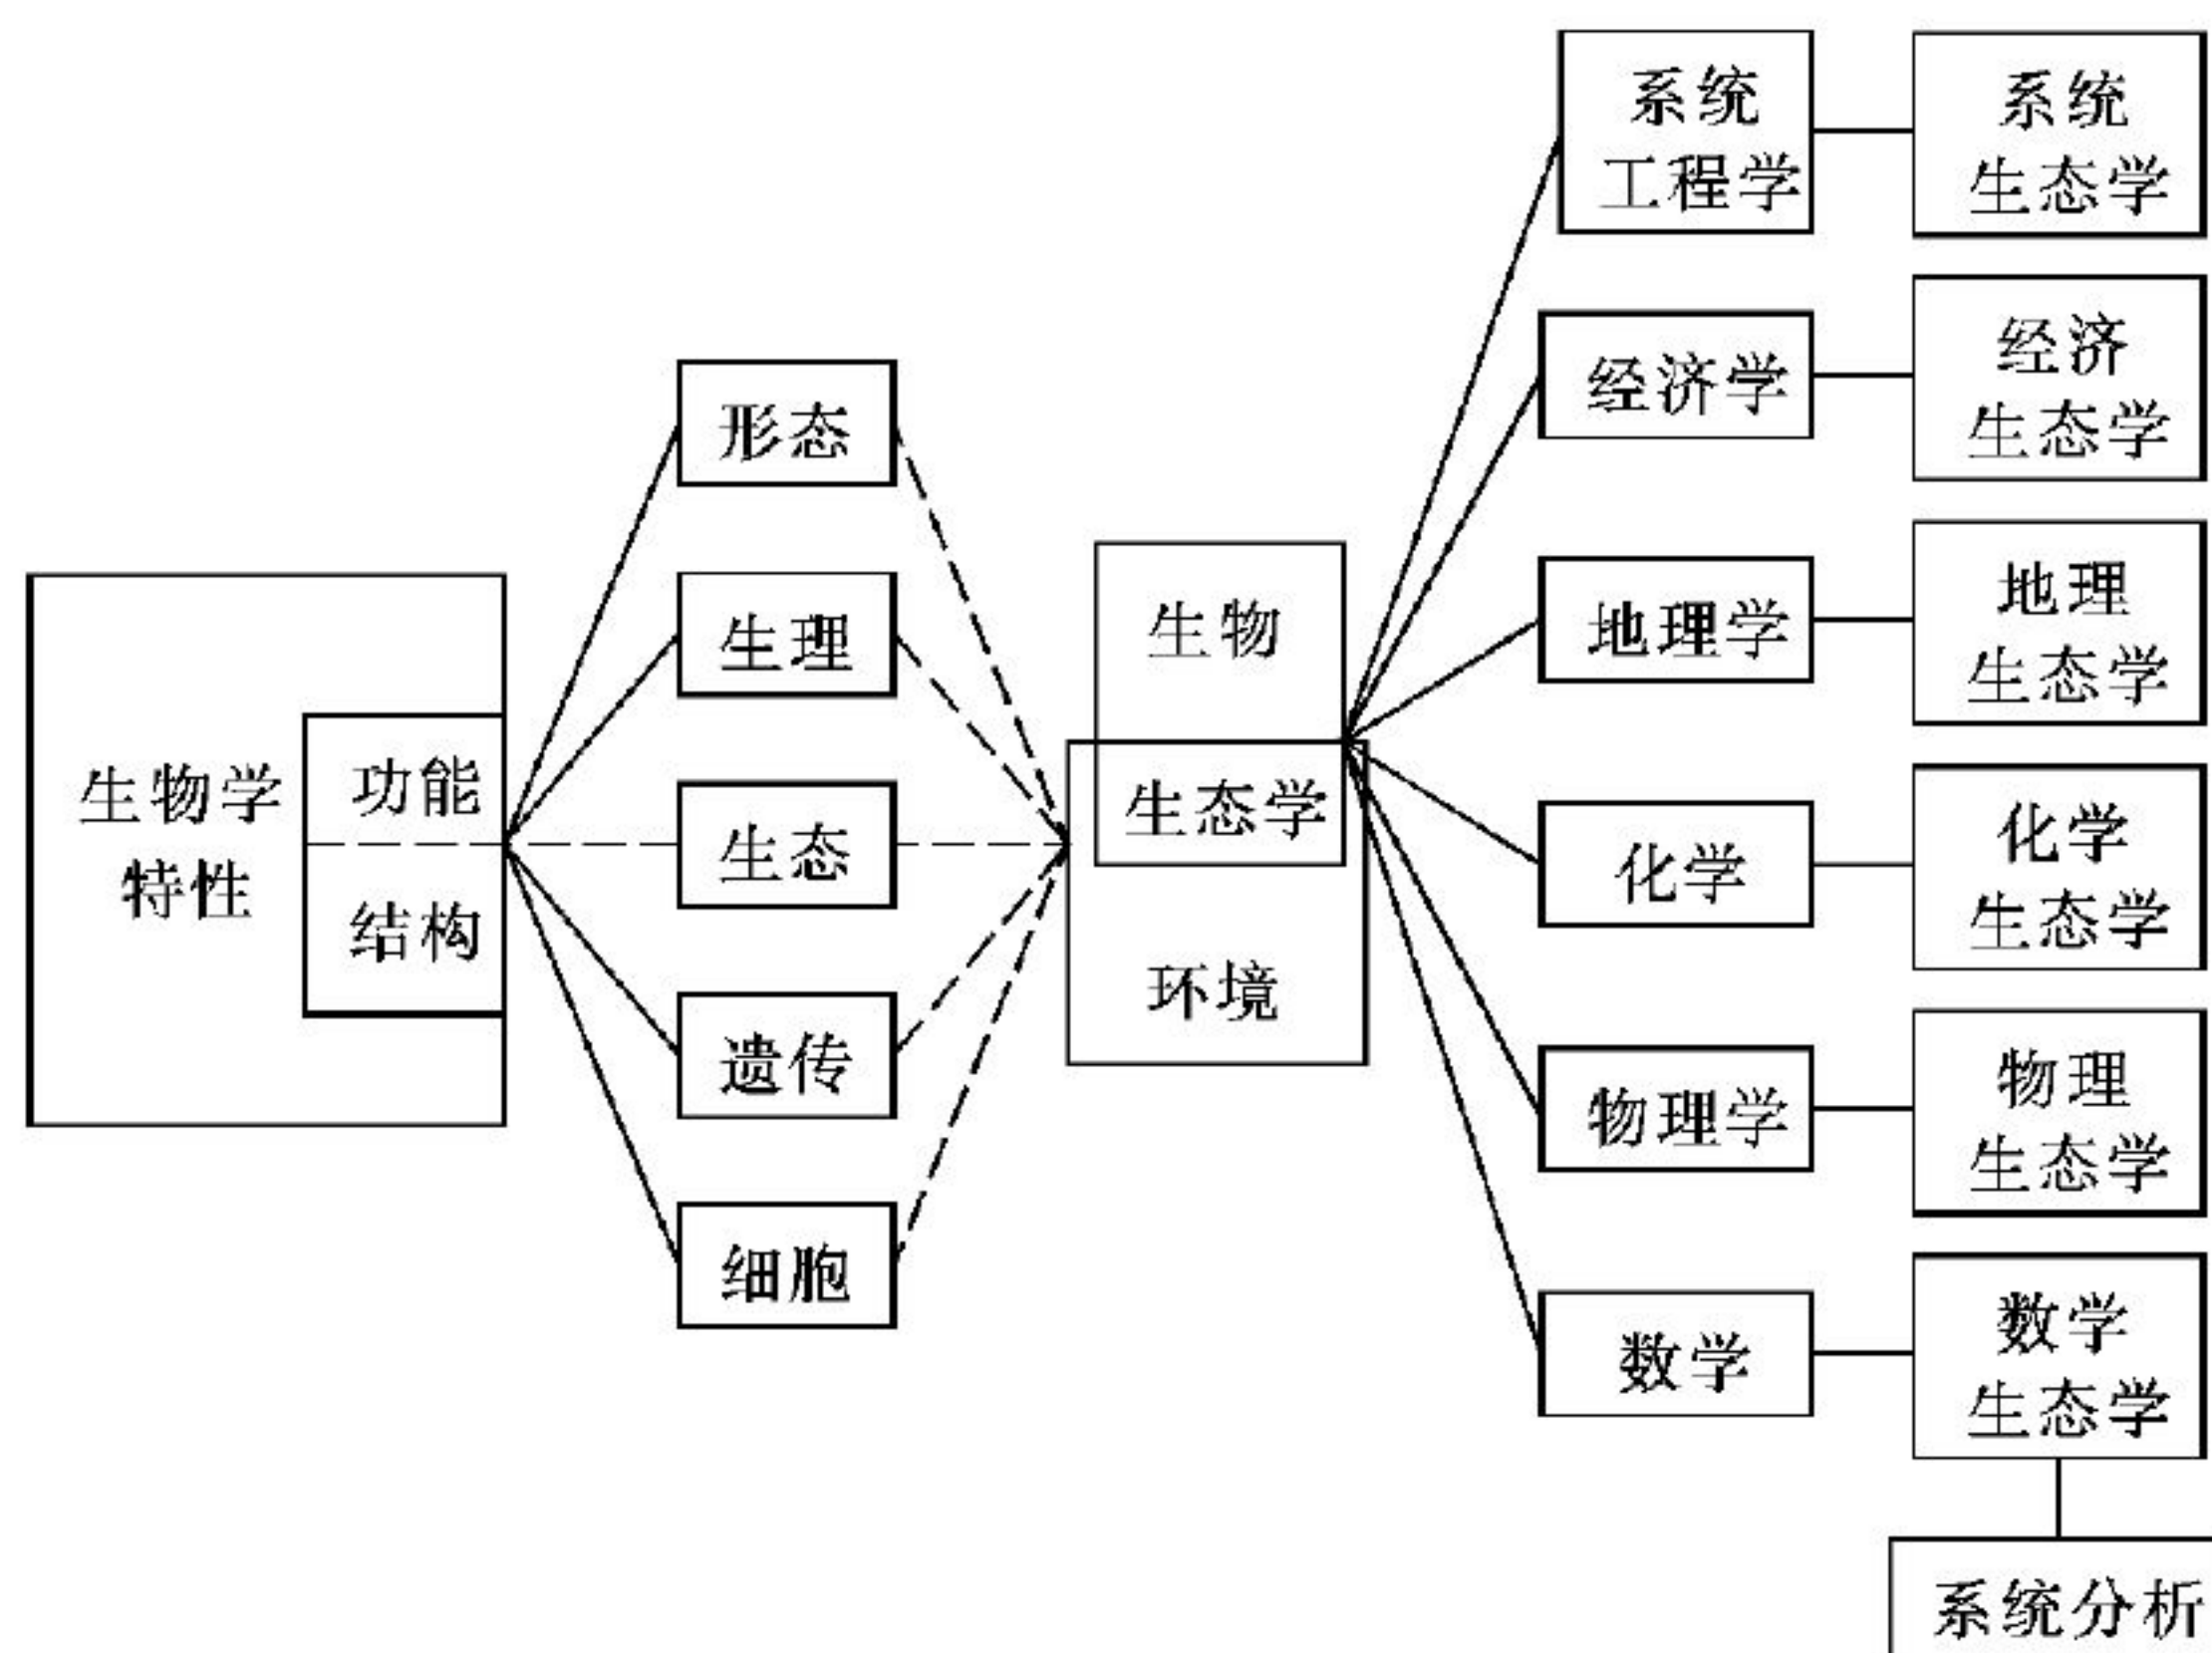 生物学
特性
功能
结构
形态
生理
生态
遗传
细胞
生物
生态学
环境
系统
工程学
经济学
地理学
化学
物理学
数学
系统
生态学
经济
生态学
地理
生态学
化学
生态学
物理
生态学
数学
生态学
系统分析